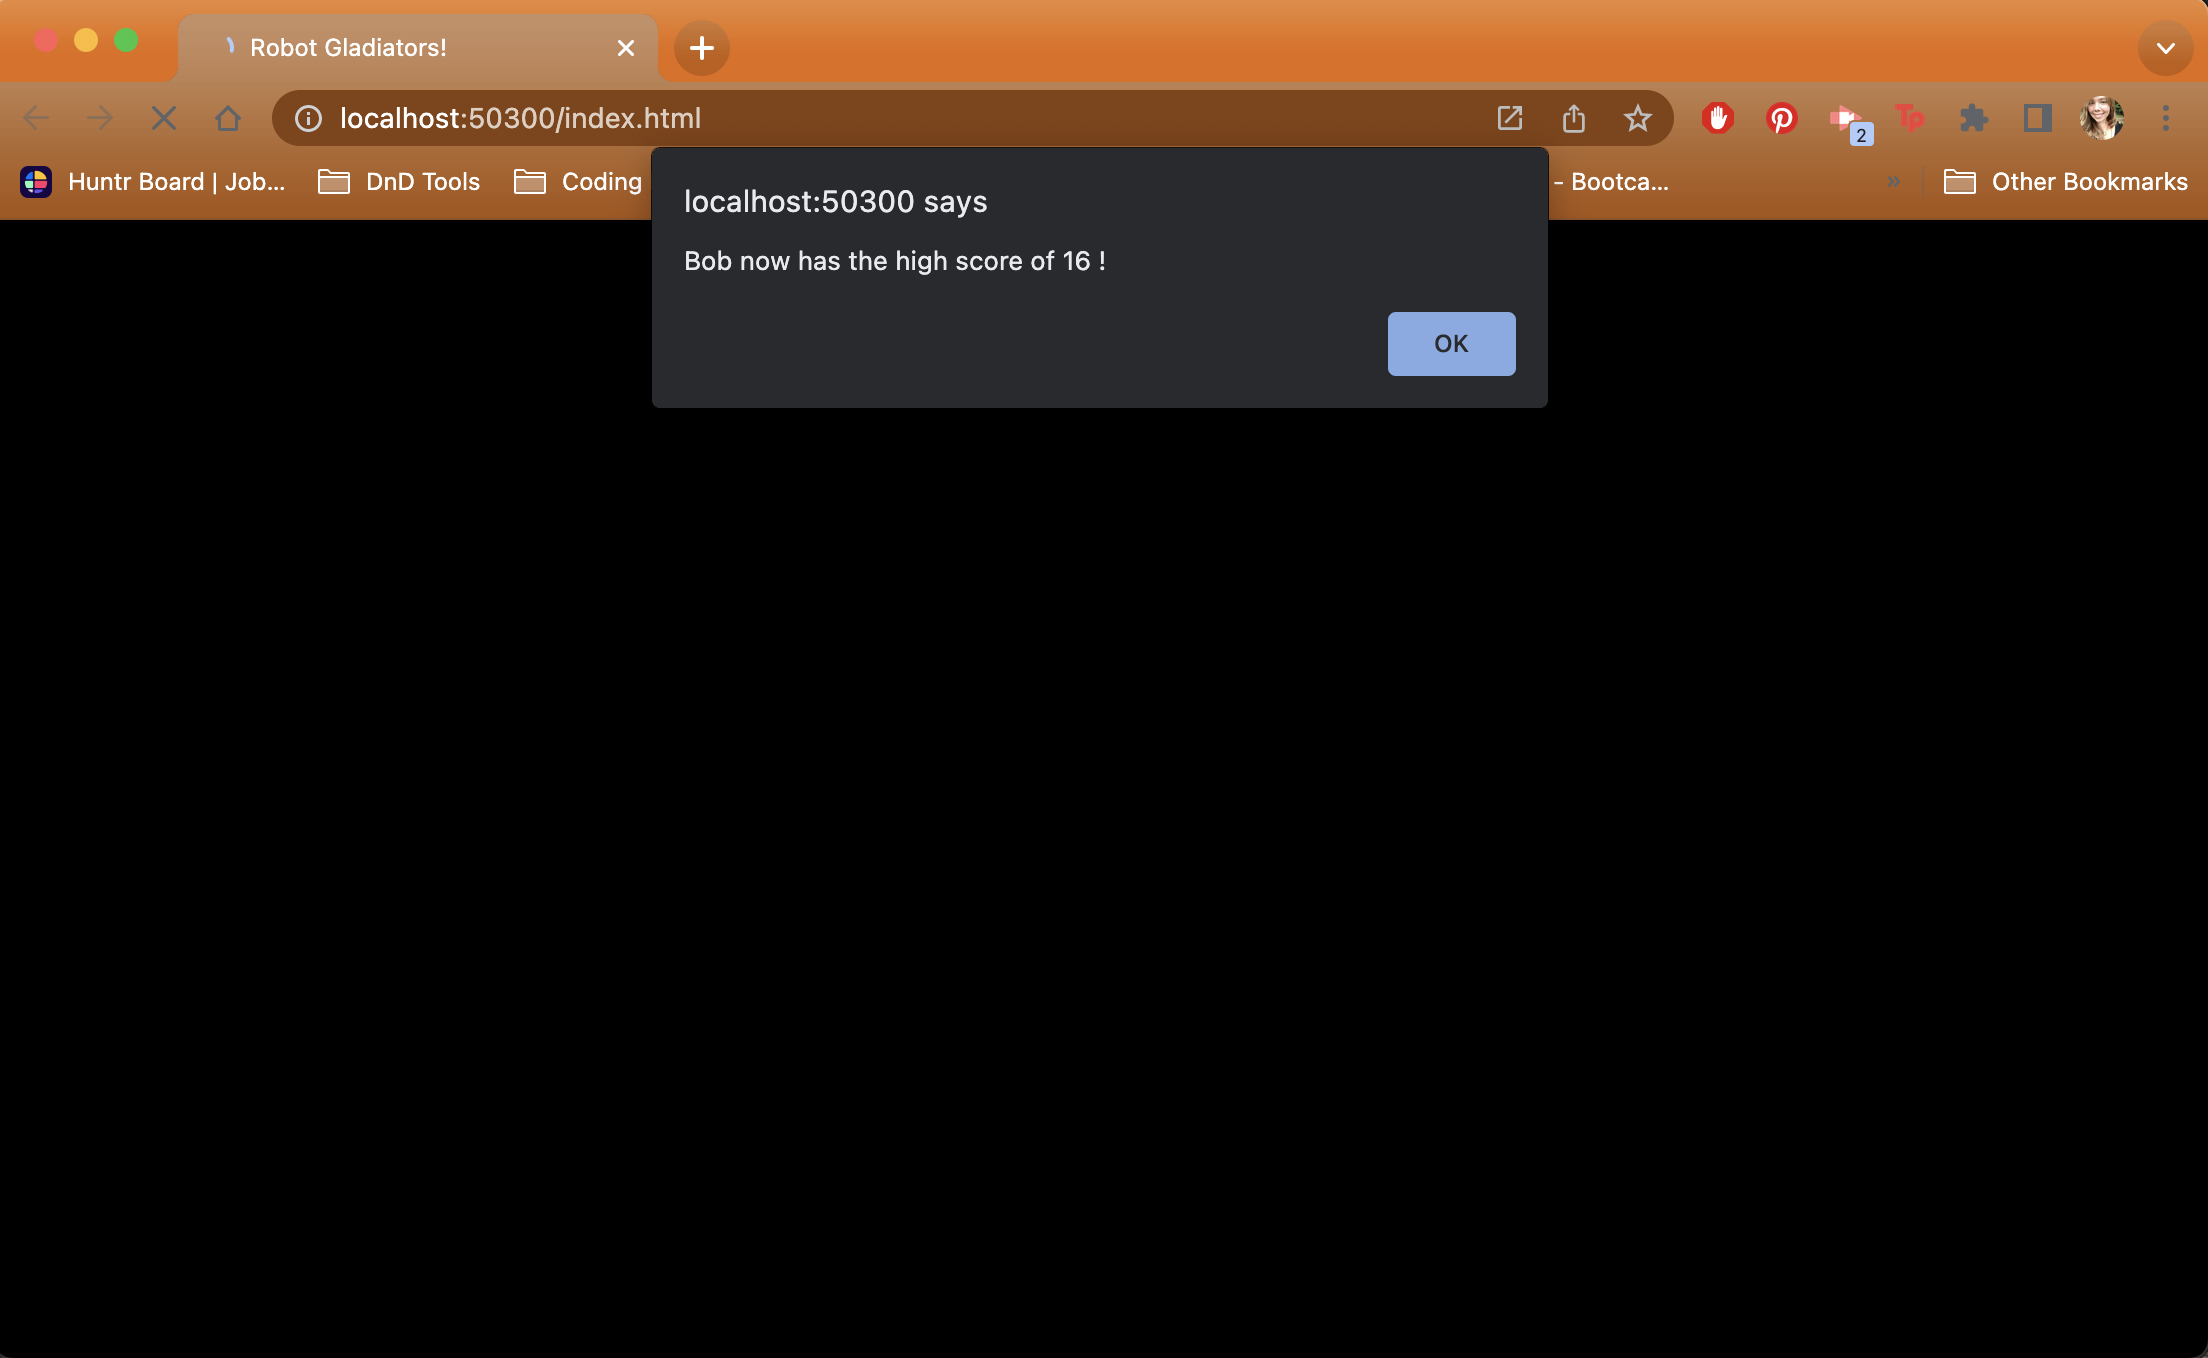 Robot Gladiators!
localhost:50300/index.html
Tp
2
Huntr Board | Job...
DnD Tools
Coding
- Bootca...
»
Other Bookmarks
localhost:50300 says
Bob now has the high score of 16 !
OK